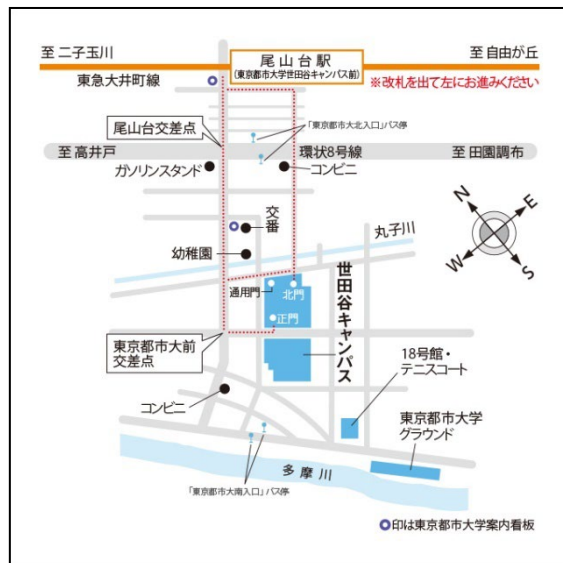 至 二子玉川
尾山台駅
(東京都市大学世田谷キャンパス前)
至 自由が丘
東急大井町線
※改札を出て左にお進みください
尾山台交差点
「東京都市大北入口」バス停
至 高井戸
環状8号線
至 田園調布
ガソリンスタンド
コンビニ
N
E
W
S
交番
丸子川
幼稚園
世田谷キャンパス
通用門
北門
正門
東京都市大前
交差点
18号館・
テニスコート
コンビニ
東京都市大学
グラウンド
多摩川
「東京都市大南入口」バス停
印は東京都市大学案内看板